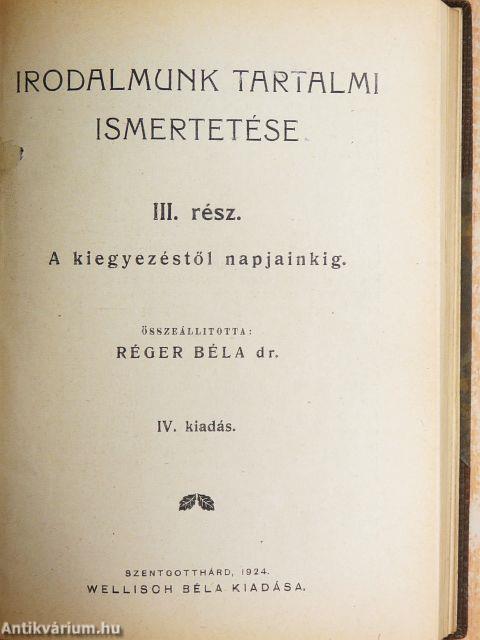 IRODALMUNK TARTALMI
ISMERTETÉSE
III. rész.
A kiegyezéstől napjainkig.
ÖSSZEÁLLITOTTA:
RÉGER BÉLA dr.
IV. kiadás.
SZENTGOTTHÁRD, 1924.
WELLISCH BÉLA KIADÁSA.
Antikvárium.hu